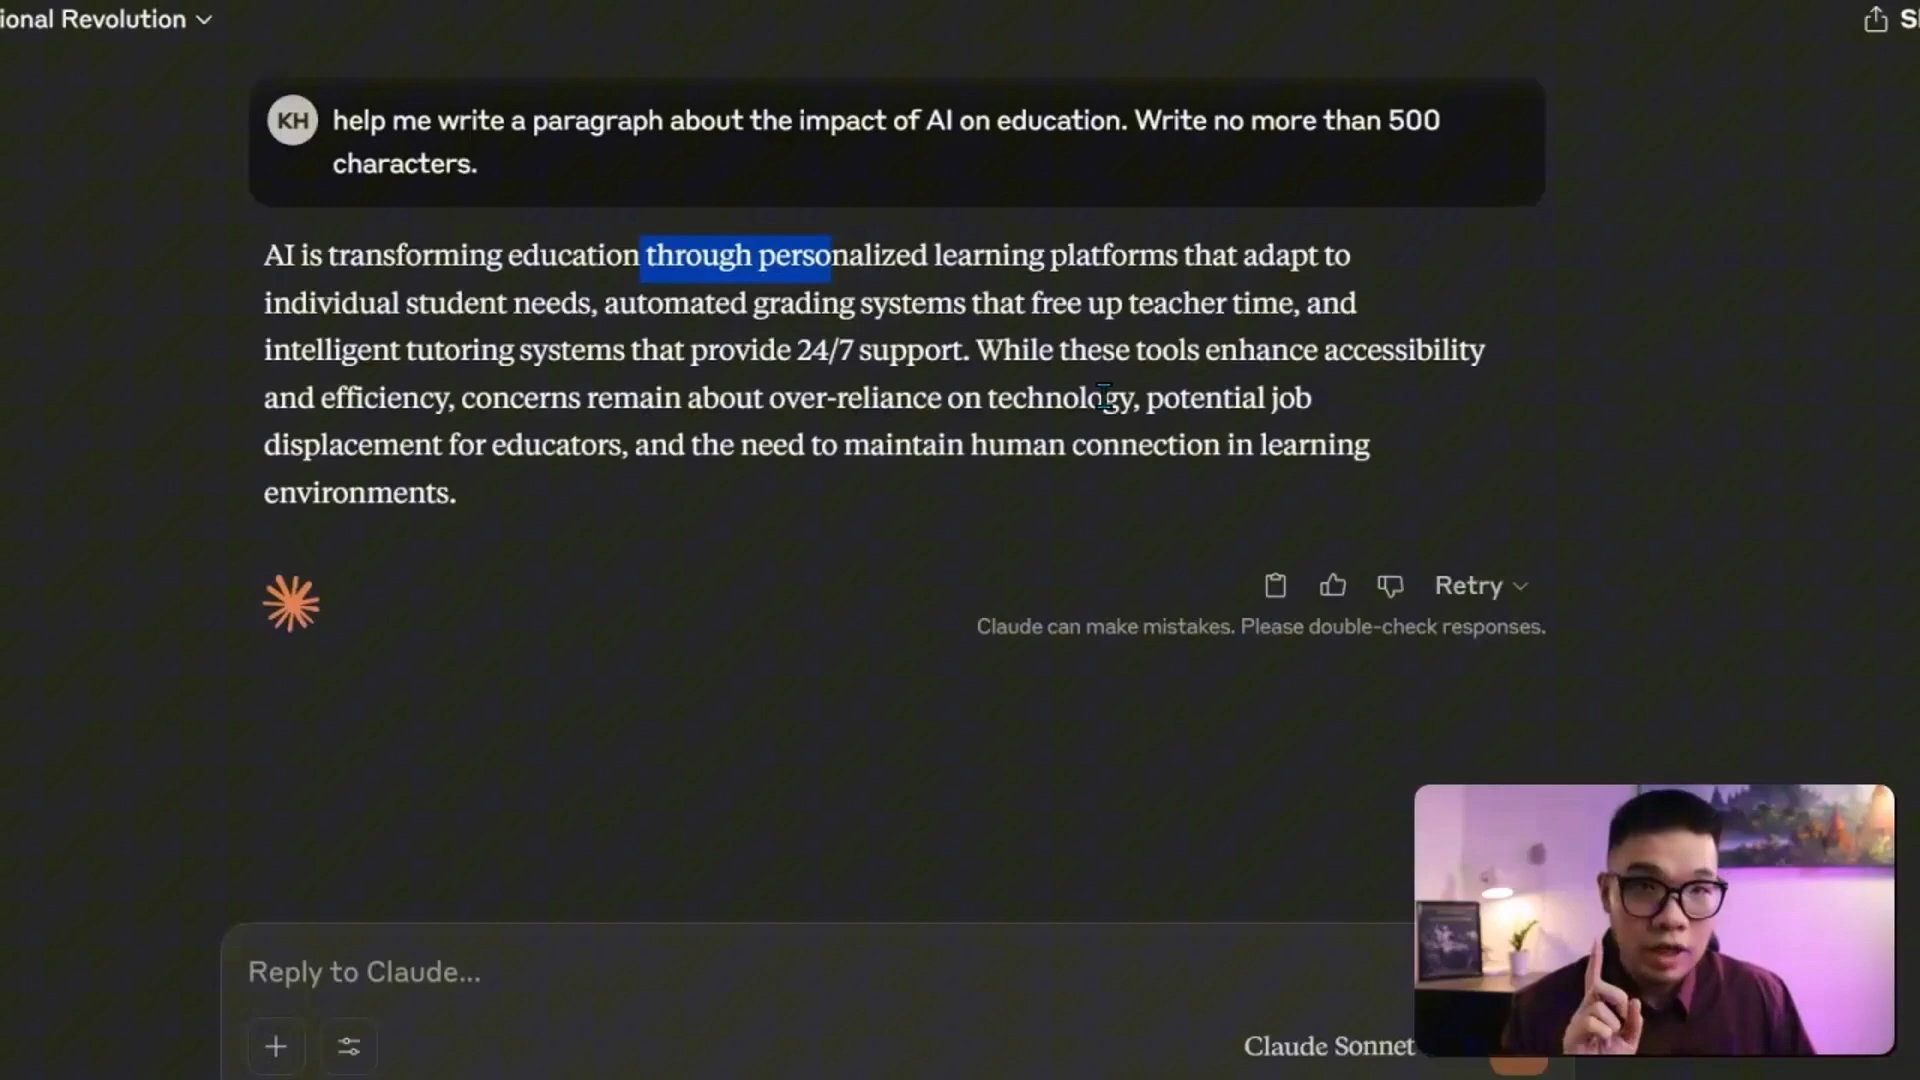 ional Revolution
KH
help me write a paragraph about the impact of AI on education. Write no more than 500
characters.
AI is transforming education through personalized learning platforms that adapt to
individual student needs, automated grading systems that free up teacher time, and
intelligent tutoring systems that provide 24/7 support. While these tools enhance accessibility
and efficiency, concerns remain about over-reliance on technology, potential job
displacement for educators, and the need to maintain human connection in learning
environments.
Retry
Claude can make mistakes. Please double-check responses.
Reply to Claude...
Claude Sonnet